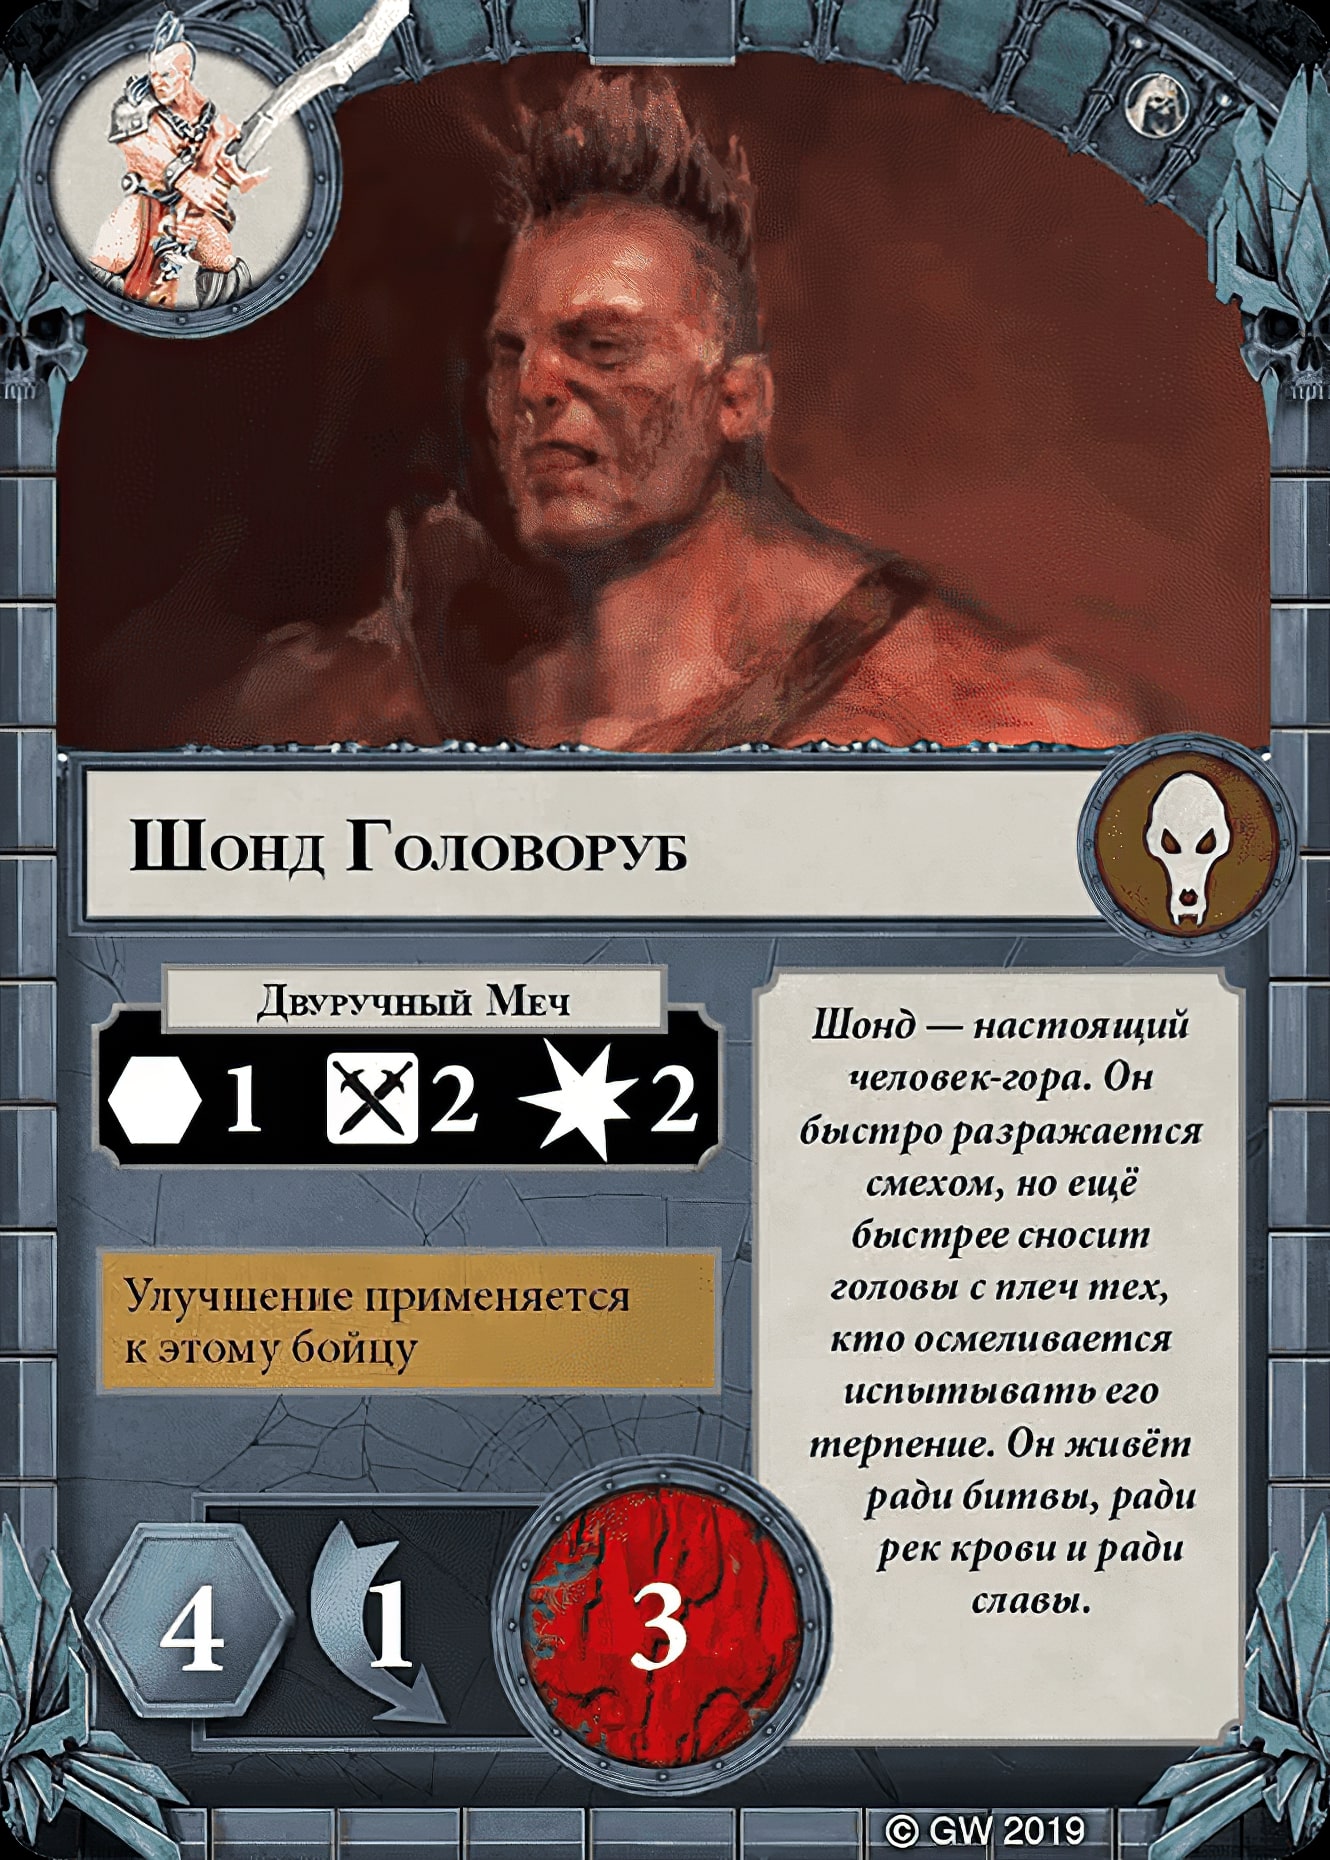 Шонд Головоруб
Двуручный Меч
1 2 2
Улучшение применяется
к этому бойцу
4 1 3
Шонд — настоящий
человек-гора. Он
быстро разражается
смехом, но ещё
быстрее сносит
головы с плеч тех,
кто осмеливается
испытывать его
терпение. Он живёт
ради битвы, ради
рек крови и ради
славы.
© GW 2019